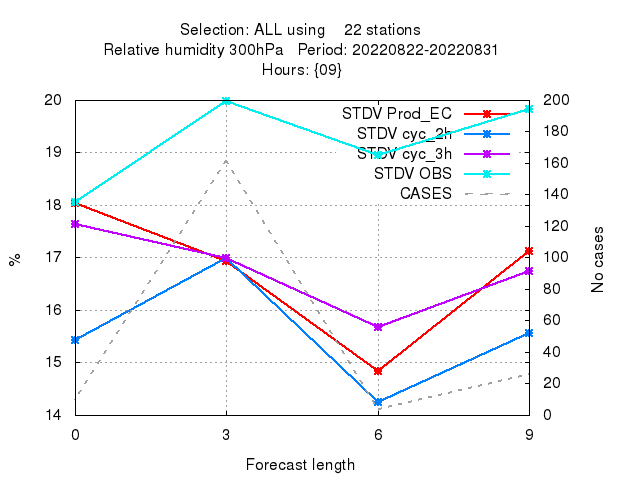 Selection: ALL using 22 stations
Relative humidity 300hPa Period: 20220822-20220831
Hours: {09}
20 200
STDV Prod_EC
180
STDV cyc_2h
19 STDV cyc_3h 160
STDV OBS
140
CASES
18
120
17 100
% No cases
80
16
60
15 40
20
14 0
0 3 6 9
Forecast length